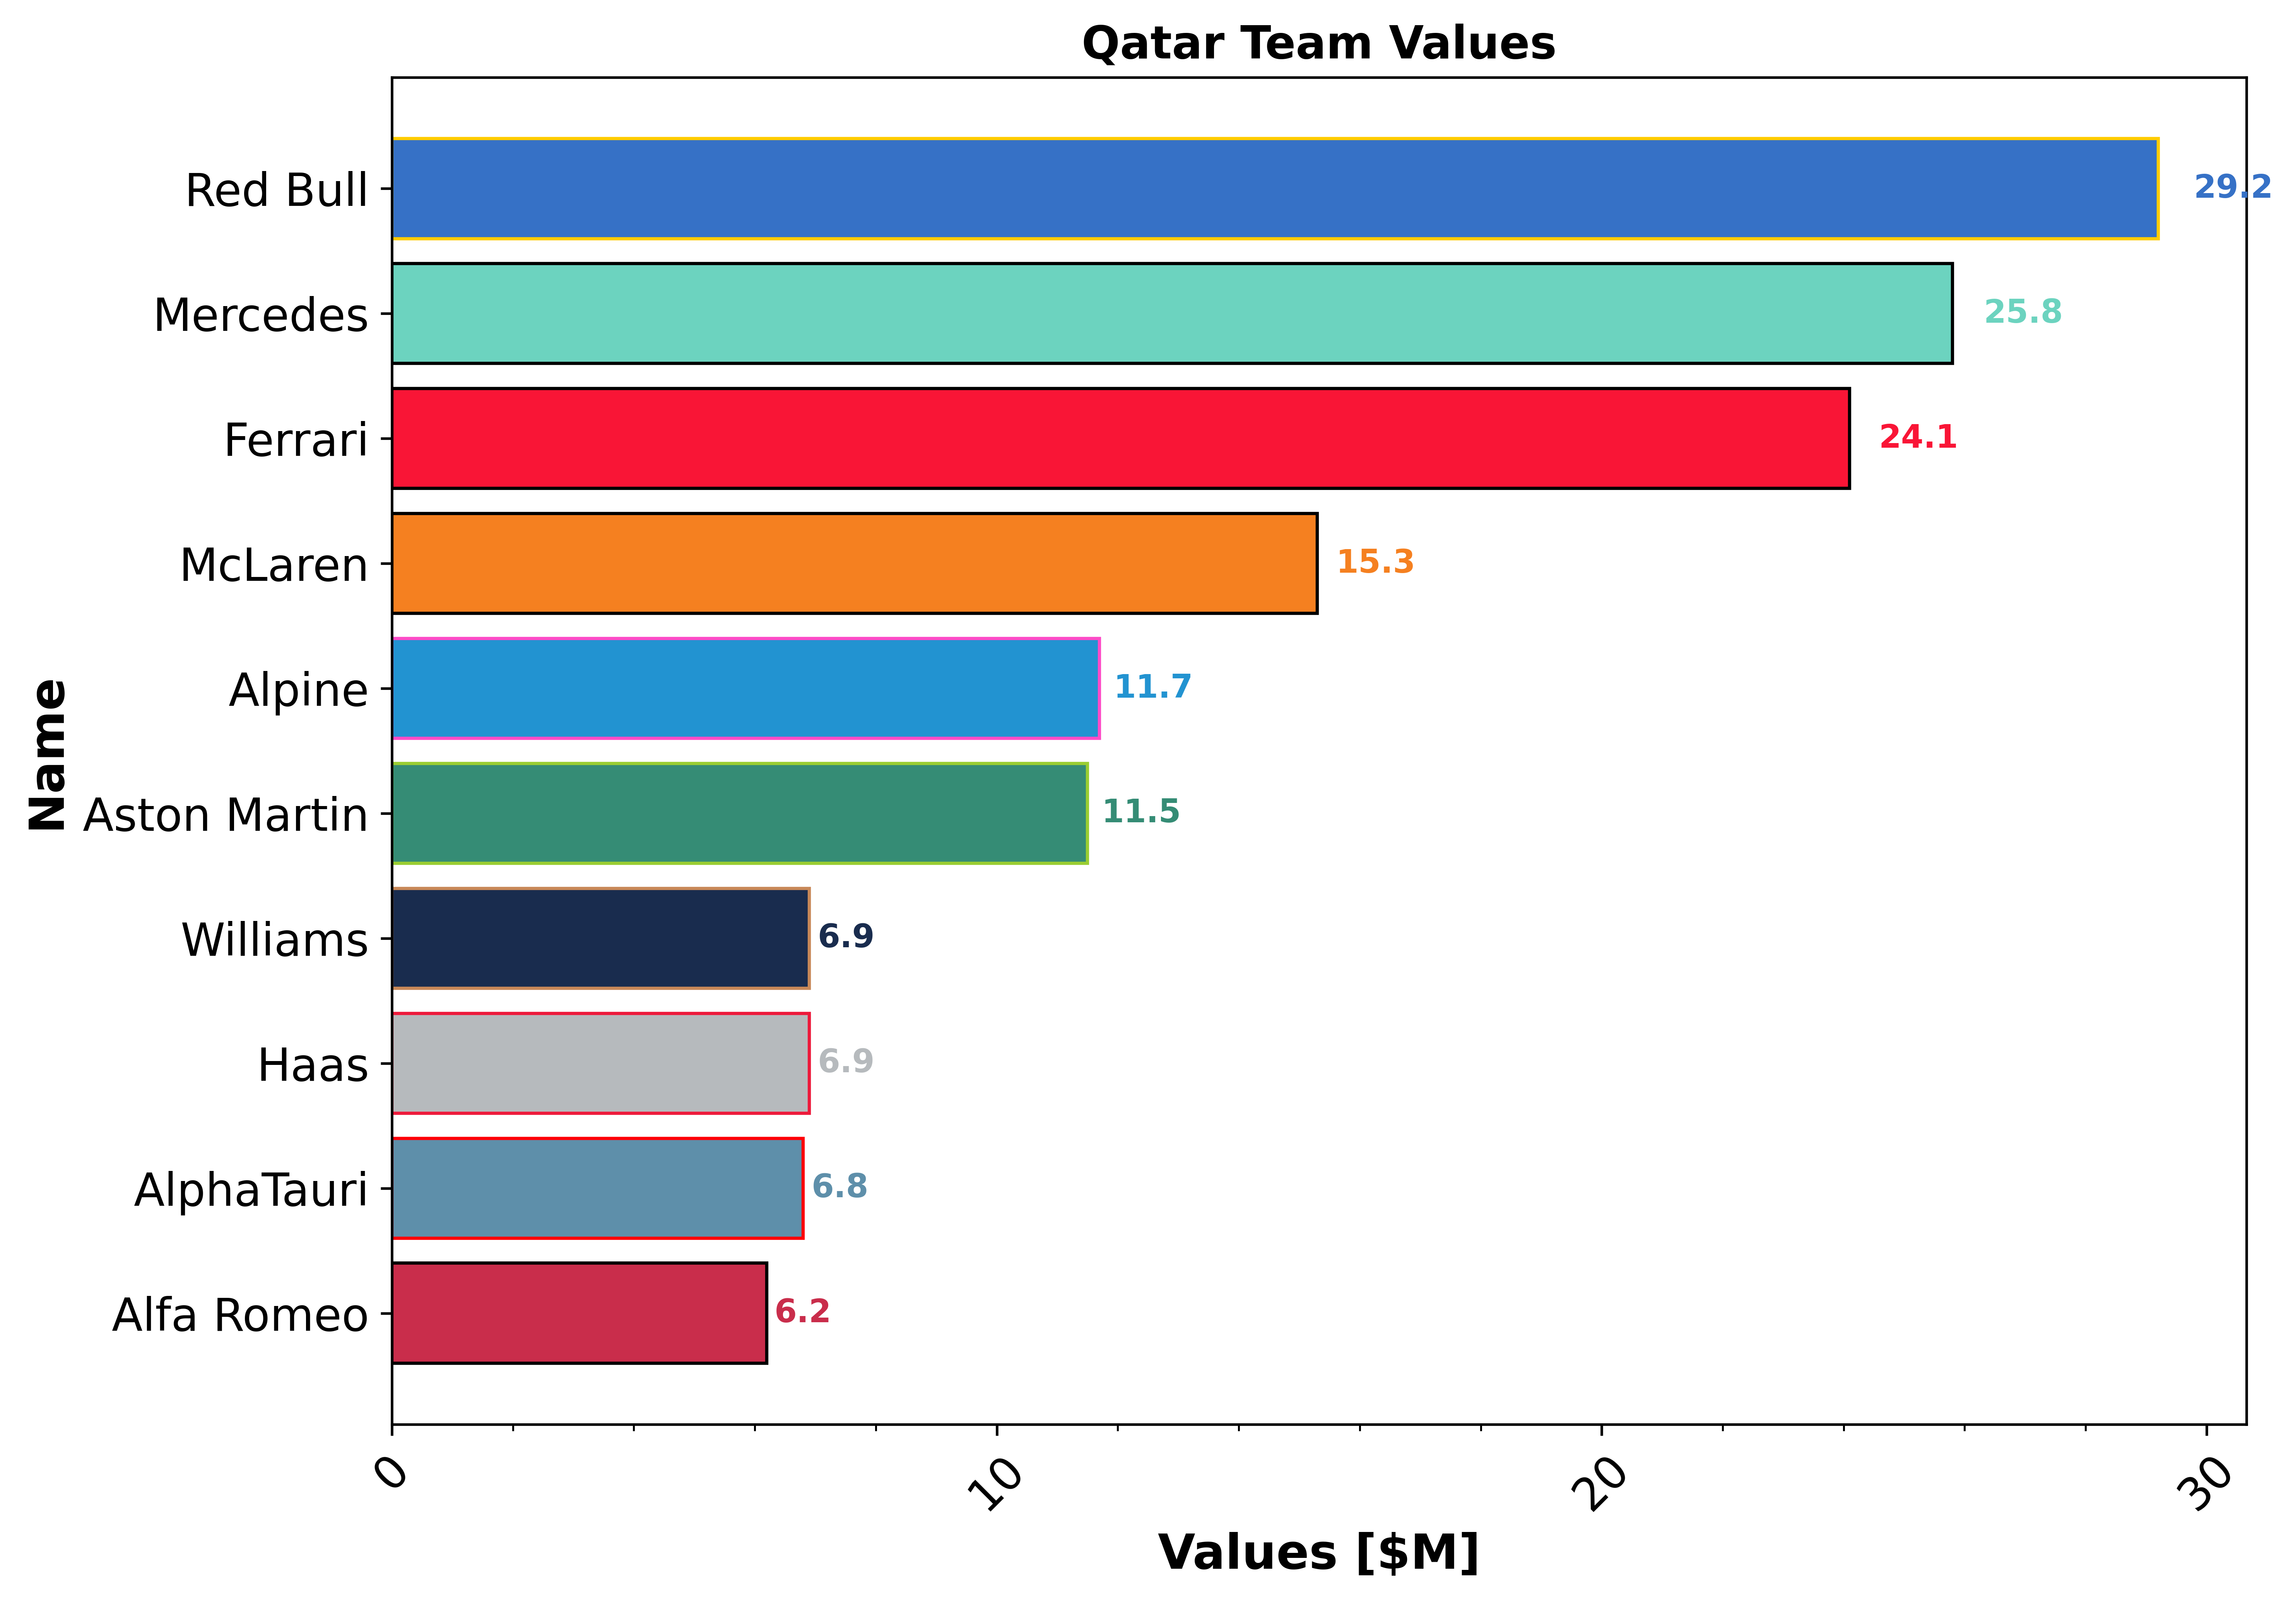 Qatar Team Values
Red Bull 29.2
Mercedes 25.8
Ferrari 24.1
McLaren 15.3
Alpine 11.7
Aston Martin 11.5
Williams 6.9
Haas 6.9
AlphaTauri 6.8
Alfa Romeo 6.2
Name
0 10 20 30
Values [$M]